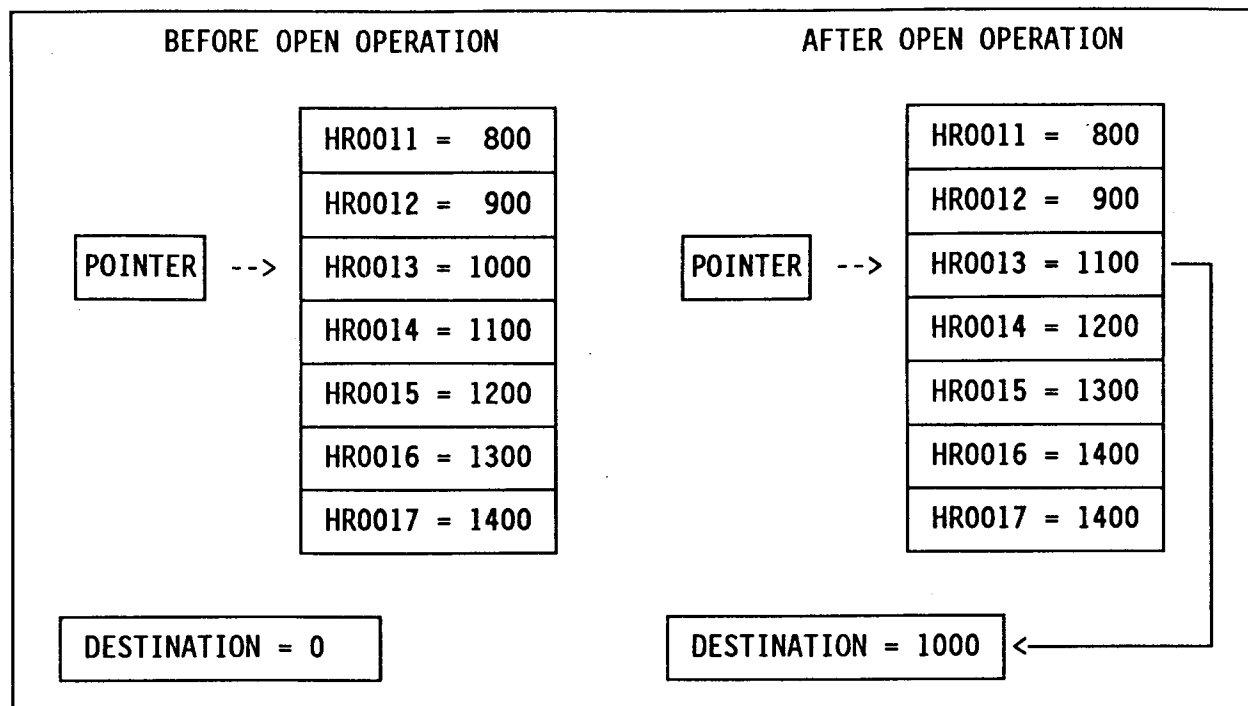 BEFORE OPEN OPERATION
HR0011 = 800
HR0012 = 900
POINTER --> HR0013 = 1000
HR0014 = 1100
HR0015 = 1200
HR0016 = 1300
HR0017 = 1400
DESTINATION = 0
AFTER OPEN OPERATION
HR0011 = 800
HR0012 = 900
POINTER --> HR0013 = 1100
HR0014 = 1200
HR0015 = 1300
HR0016 = 1400
HR0017 = 1400
DESTINATION = 1000 <